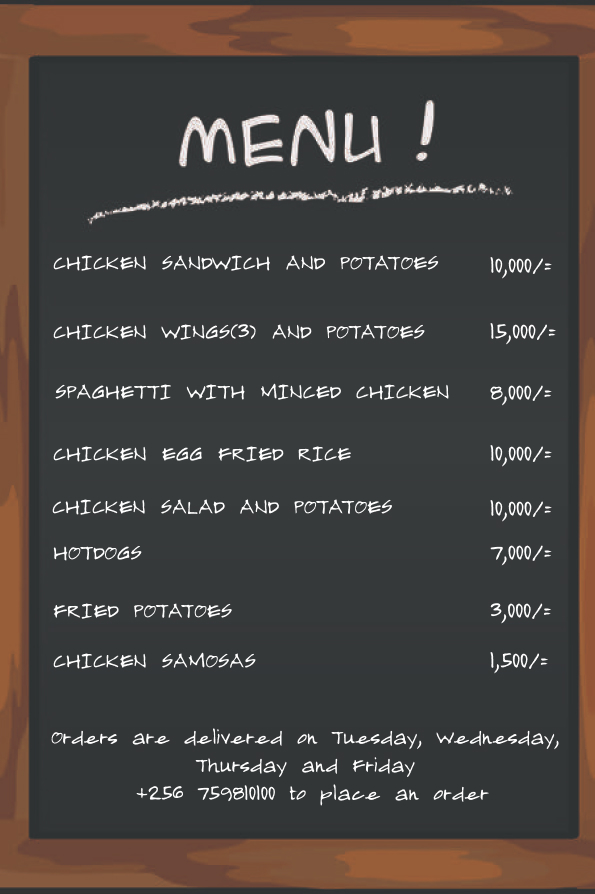 MENU !
CHICKEN SANDWICH AND POTATOES 10,000/=
CHICKEN WINGS(3) AND POTATOES 15,000/=
SPAGHETTI WITH MINCED CHICKEN 8,000/=
CHICKEN EGG FRIED RICE 10,000/=
CHICKEN SALAD AND POTATOES 10,000/=
HOTDOGS 7,000/=
FRIED POTATOES 3,000/=
CHICKEN SAMOSAS 1,500/=
Orders are delivered on Tuesday, Wednesday,
Thursday and Friday
+256 759810100 to place an order